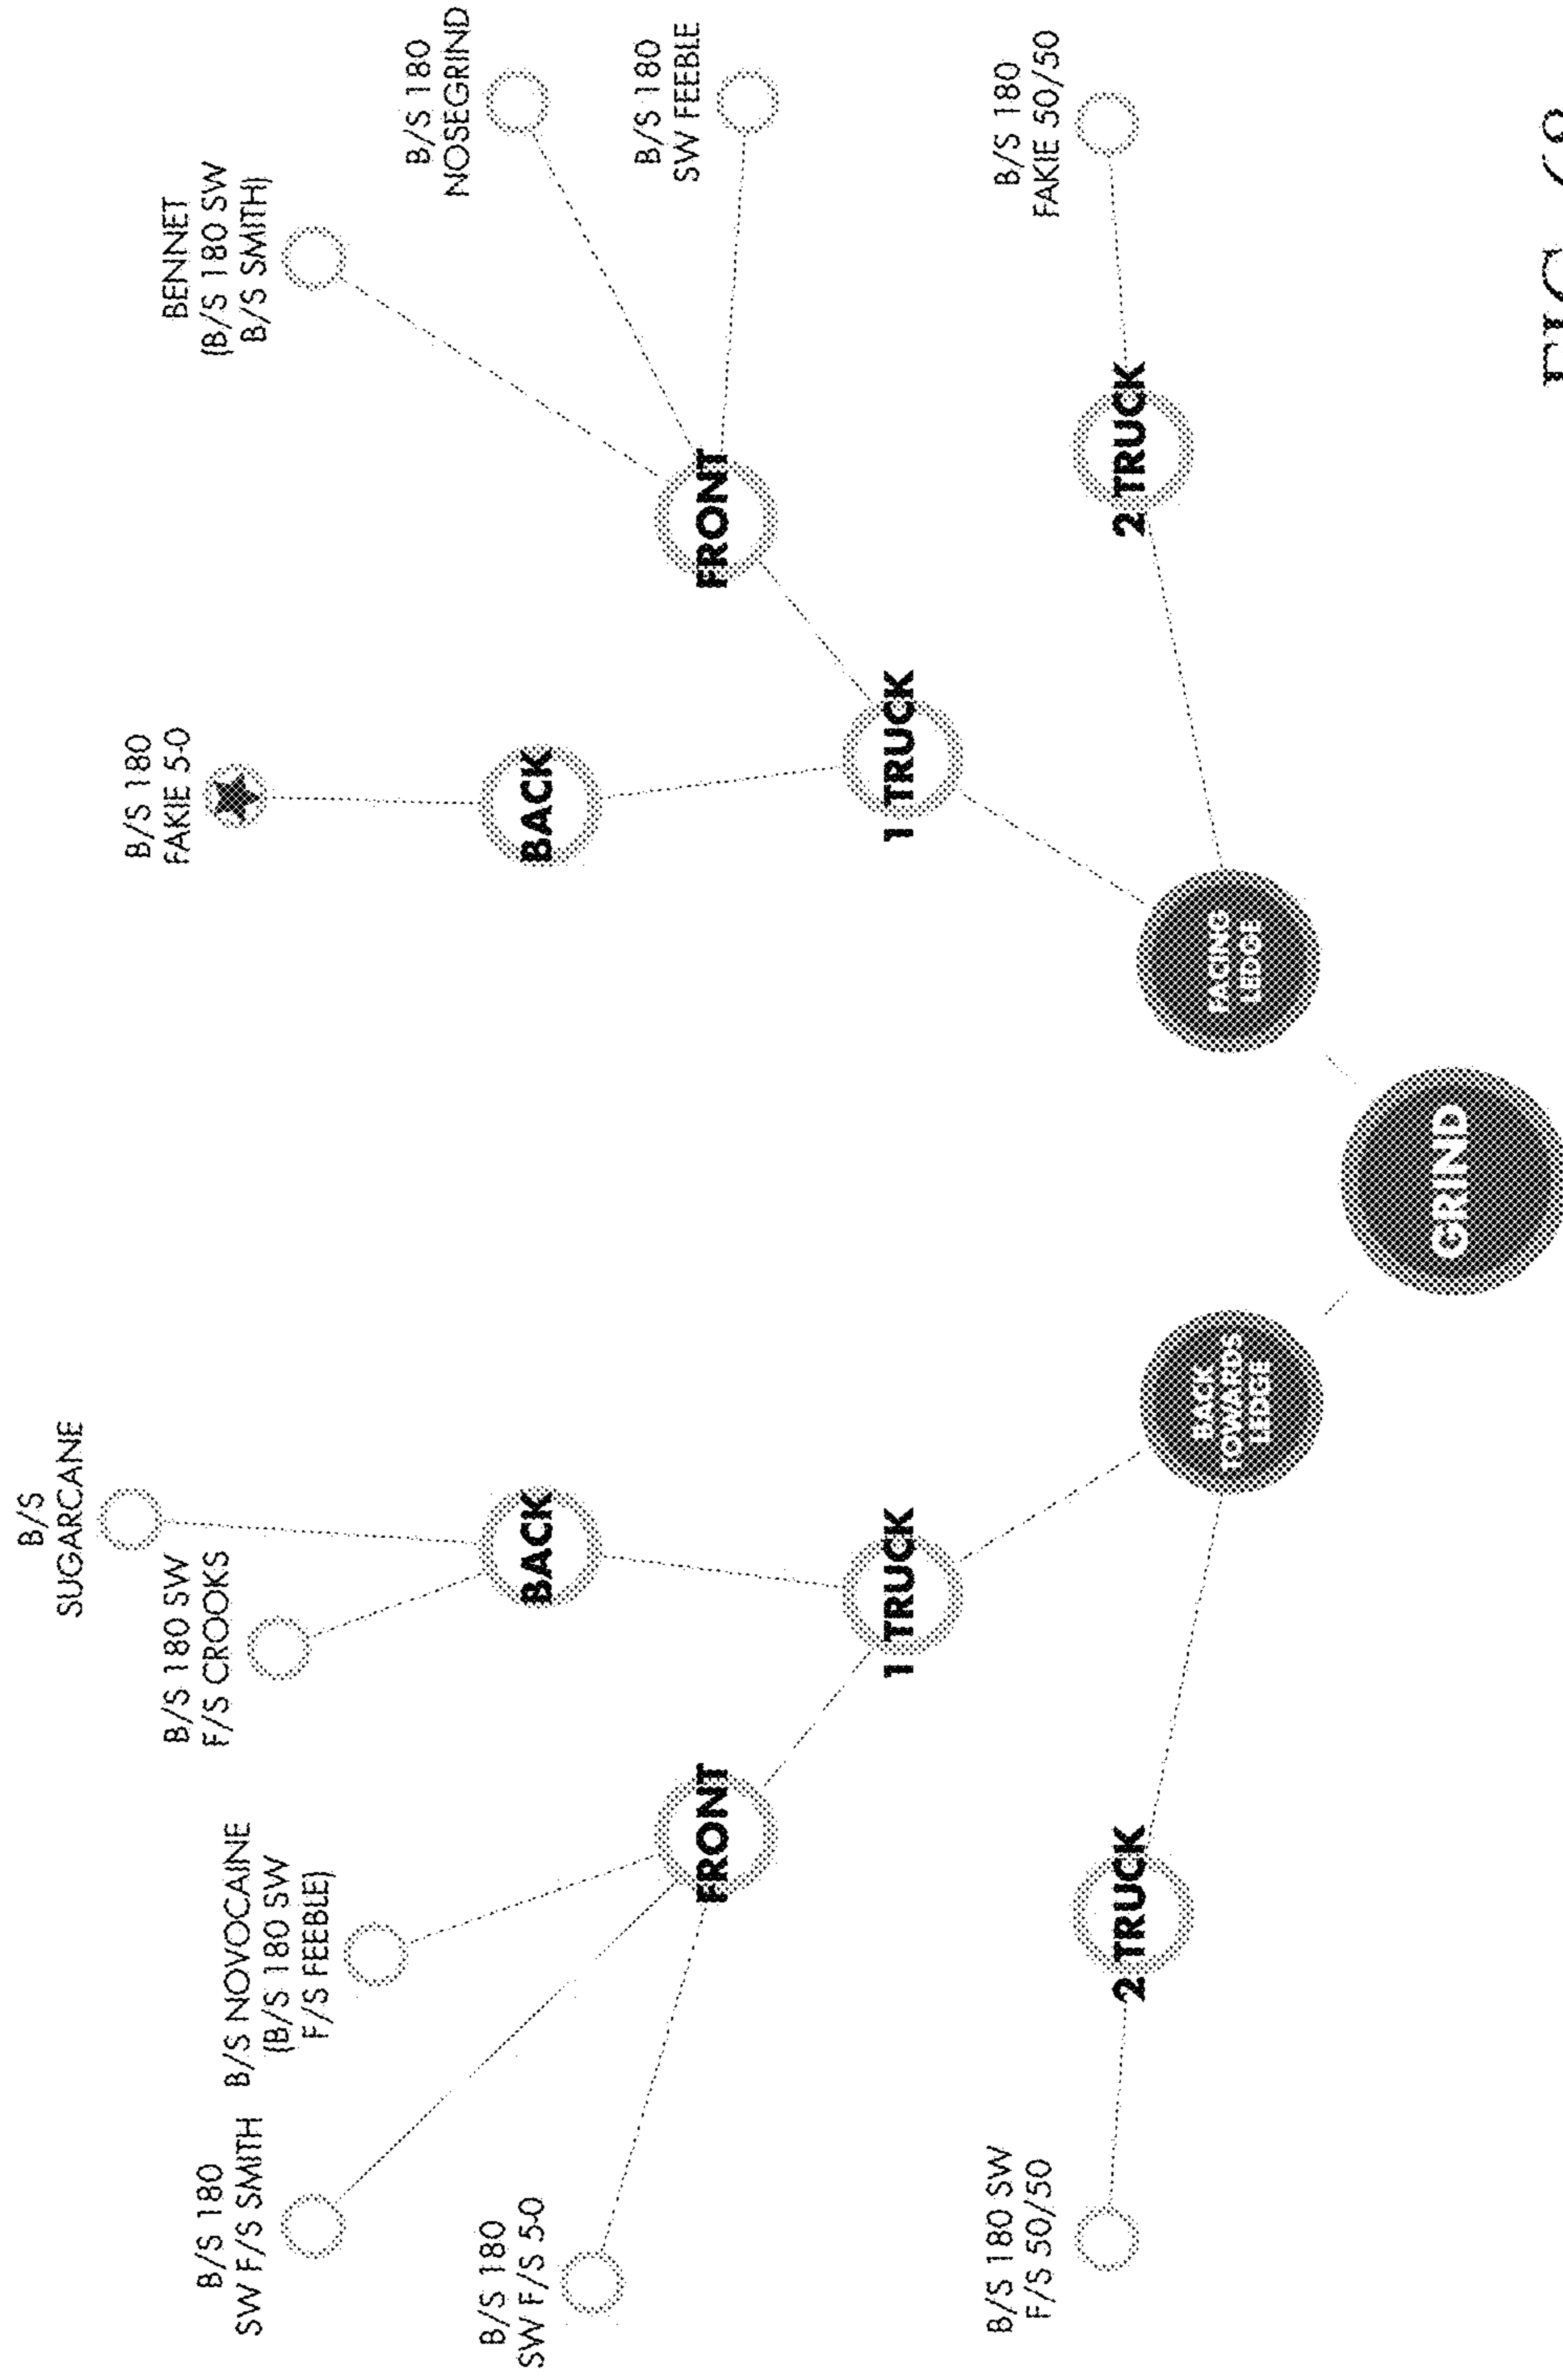 B/S
SUGARCANE
B/S 180 SW
F/S CROOKS
B/S NOVOCAINE
(B/S 180 SW
F/S FEEBLE)
B/S 180
SW F/S SMITH
B/S 180
SW F/S 5-0
B/S 180 SW
F/S 50/50
BACK
FRONT
1 TRUCK
2 TRUCK
BACK
TOWARDS
LEDGE
GRIND
FACING
LEDGE
1 TRUCK
2 TRUCK
BACK
FRONT
B/S 180
FAKIE 5-0
BENNET
(B/S 180 SW
B/S SMITH)
B/S 180
NOSEGRIND
B/S 180
SW FEEBLE
B/S 180
FAKIE 50/50